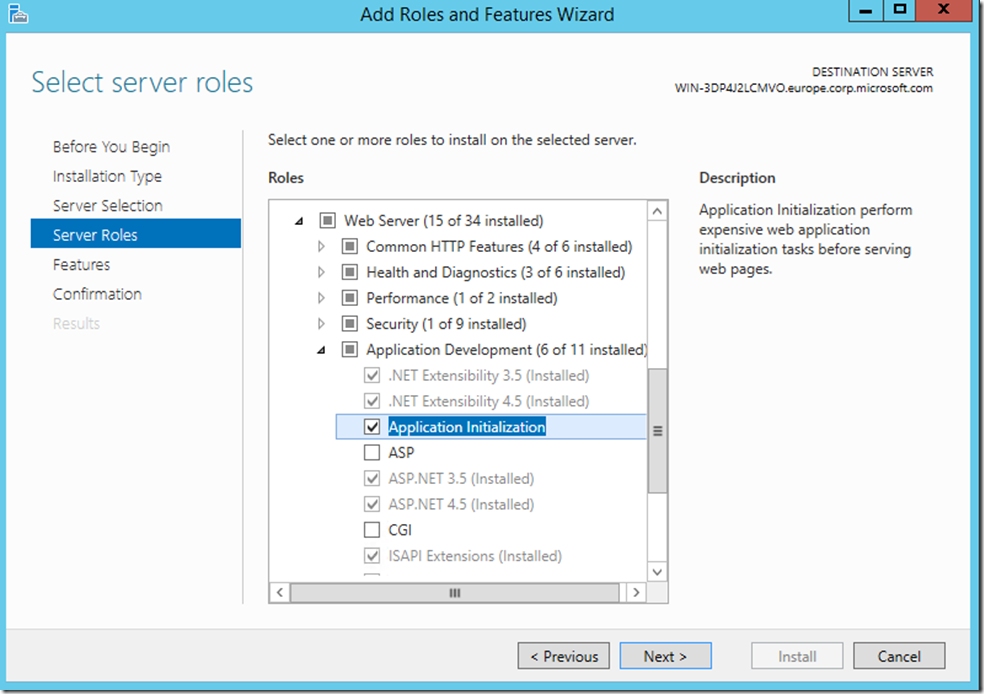 Add Roles and Features Wizard
Select server roles
DESTINATION SERVER
WIN-3DP4J2LCMVO.europe.corp.microsoft.com
Before You Begin
Installation Type
Server Selection
Server Roles
Features
Confirmation
Results
Select one or more roles to install on the selected server.
Roles
Web Server (15 of 34 installed)
Common HTTP Features (4 of 6 installed)
Health and Diagnostics (3 of 6 installed)
Performance (1 of 2 installed)
Security (1 of 9 installed)
Application Development (6 of 11 installed)
.NET Extensibility 3.5 (Installed)
.NET Extensibility 4.5 (Installed)
Application Initialization
ASP
ASP.NET 3.5 (Installed)
ASP.NET 4.5 (Installed)
CGI
ISAPI Extensions (Installed)
Description
Application Initialization perform
expensive web application
initialization tasks before serving
web pages.
< Previous
Next >
Install
Cancel